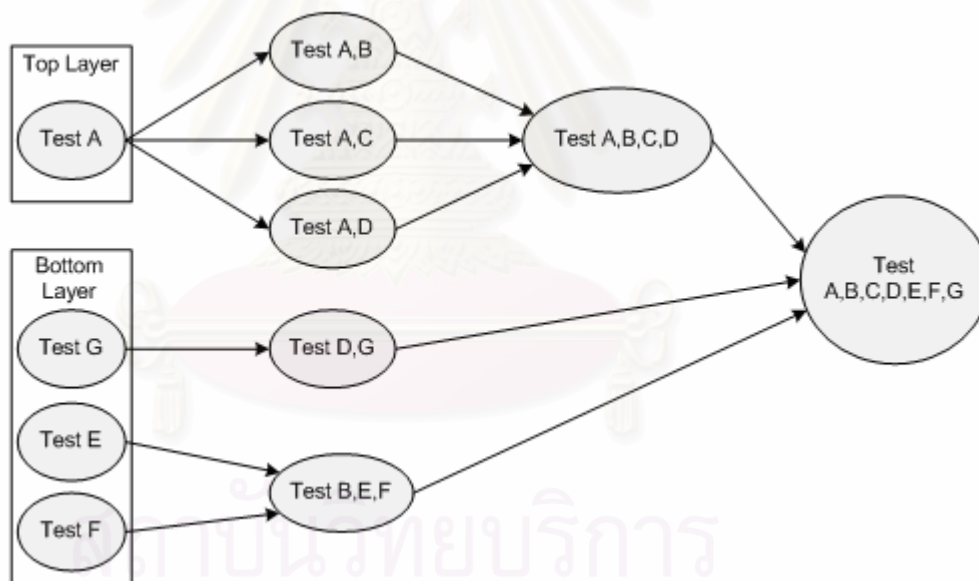 Top Layer
Test A
Test A,B
Test A,C
Test A,D
Test A,B,C,D
Test
A,B,C,D,E,F,G
Bottom
Layer
Test G
Test D,G
Test E
Test F
Test B,E,F
สถาบันวิทยบริการ